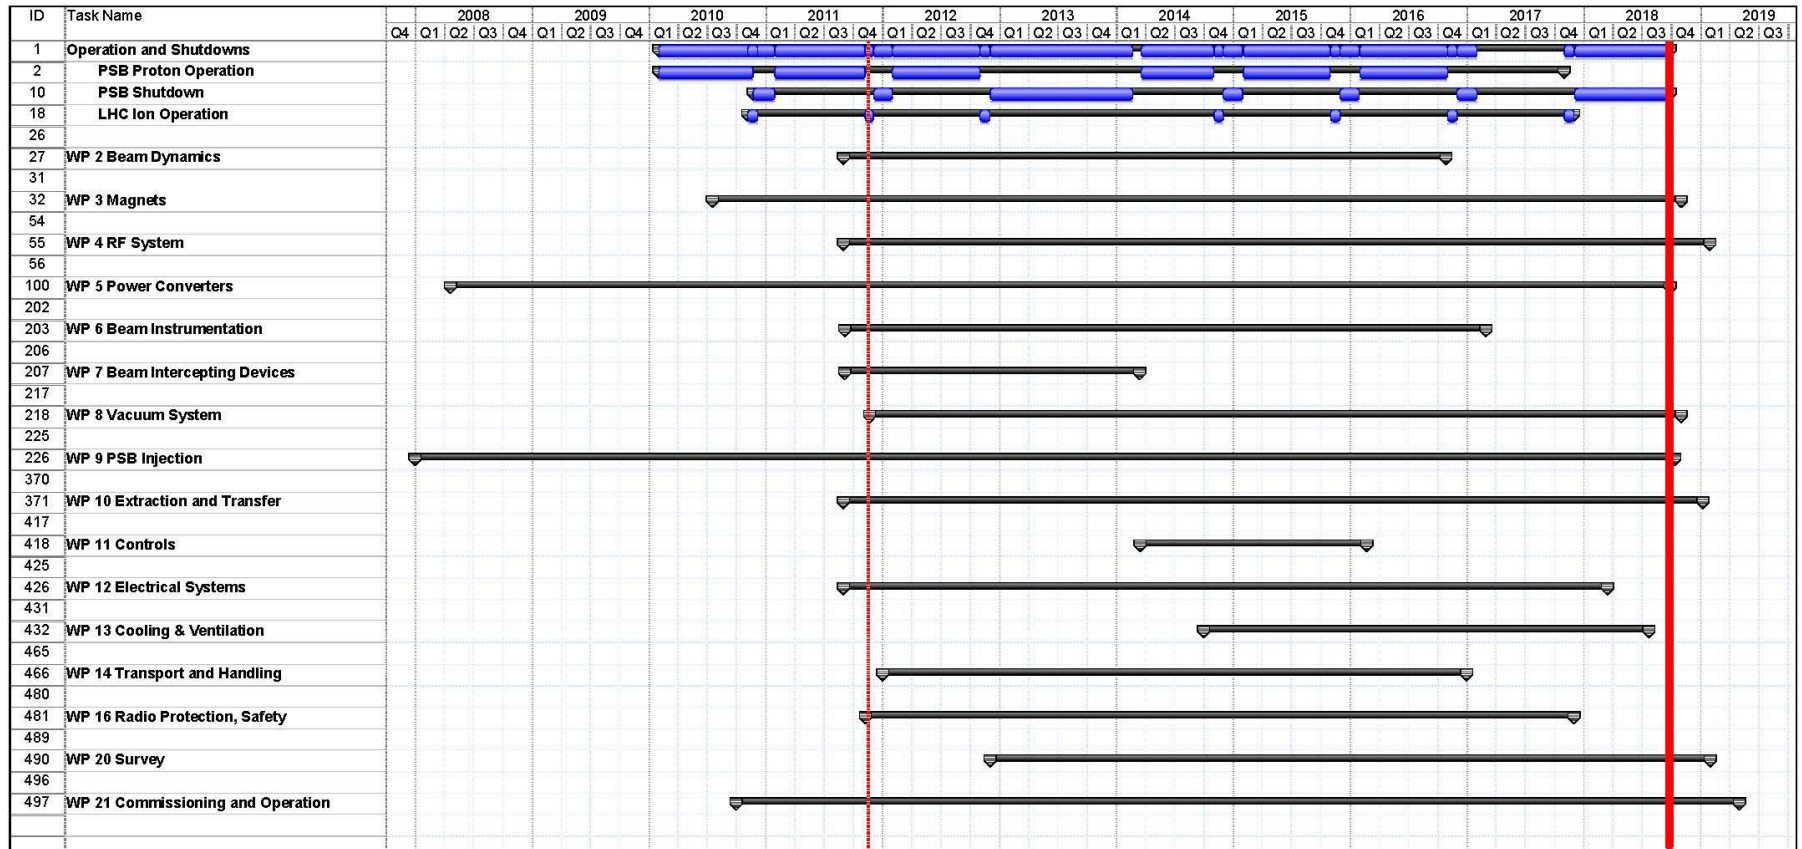 ID Task Name 2008 2009 2010 2011 2012 2013 2014 2015 2016 2017 2018 2019
Q4 Q1 Q2 Q3 Q4 Q1 Q2 Q3 Q4 Q1 Q2 Q3 Q4 Q1 Q2 Q3 Q4 Q1 Q2 Q3 Q4 Q1 Q2 Q3 Q4 Q1 Q2 Q3 Q4 Q1 Q2 Q3 Q4 Q1 Q2 Q3 Q4 Q1 Q2 Q3 Q4 Q1 Q2 Q3 Q4 Q1 Q2 Q3
1 Operation and Shutdowns
2 PSB Proton Operation
10 PSB Shutdown
18 LHC Ion Operation
26
27 WP 2 Beam Dynamics
31
32 WP 3 Magnets
54
55 WP 4 RF System
56
100 WP 5 Power Converters
202
203 WP 6 Beam Instrumentation
206
207 WP 7 Beam Intercepting Devices
217
218 WP 8 Vacuum System
225
226 WP 9 PSB Injection
370
371 WP 10 Extraction and Transfer
417
418 WP 11 Controls
425
426 WP 12 Electrical Systems
431
432 WP 13 Cooling & Ventilation
465
466 WP 14 Transport and Handling
480
481 WP 16 Radio Protection, Safety
489
490 WP 20 Survey
496
497 WP 21 Commissioning and Operation